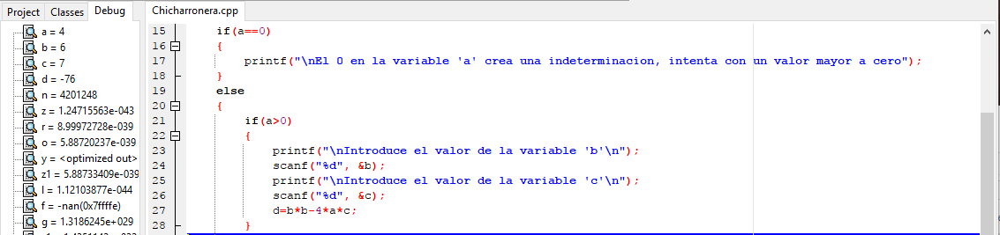 Project Classes Debug
a = 4
b = 6
c = 7
d = -76
n = 4201248
z = 1.24715563e-043
r = 8.99972728e-039
o = 5.88720237e-039
y = <optimized out>
z1 = 5.88733409e-039
l = 1.12103877e-044
f = -nan(0x7ffffe)
g = 1.3186245e+029
Chicharronera.cpp
15 if(a==0)
16 {
17 printf("\nEl 0 en la variable 'a' crea una indeterminacion, intenta con un valor mayor a cero");
18 }
19 else
20 {
21 if(a>0)
22 {
23 printf("\nIntroduce el valor de la variable 'b'\n");
24 scanf("%d", &b);
25 printf("\nIntroduce el valor de la variable 'c'\n");
26 scanf("%d", &c);
27 d=b*b-4*a*c;
28 }